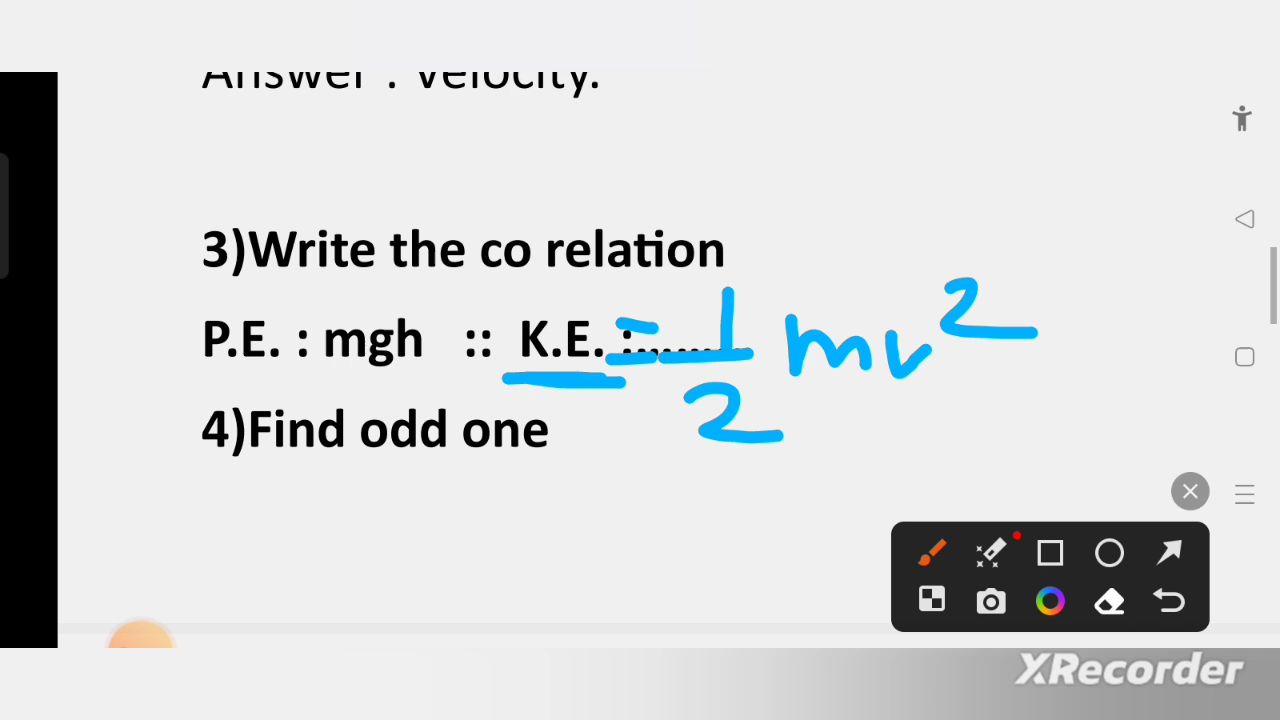 Answer : Velocity.
3)Write the co relation
P.E. : mgh :: K.E. :......... = 1/2 mv²
4)Find odd one
XRecorder